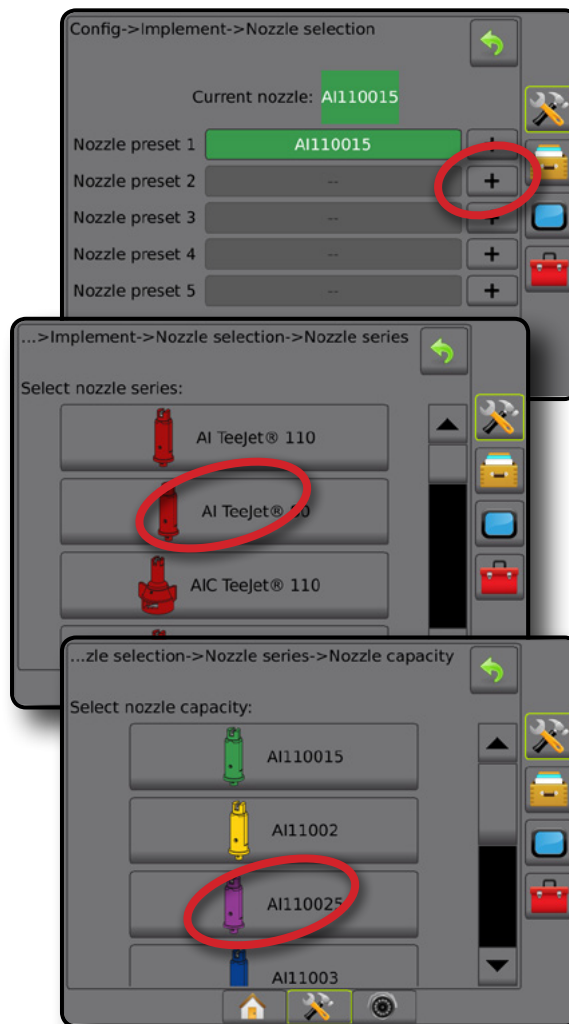 Config->Implement->Nozzle selection
Current nozzle: AI110015
Nozzle preset 1 AI110015 +
Nozzle preset 2 -- +
Nozzle preset 3 -- +
Nozzle preset 4 -- +
Nozzle preset 5 -- +
...>Implement->Nozzle selection->Nozzle series
Select nozzle series:
AI TeeJet® 110
AI TeeJet® 80
AIC TeeJet® 110
...zle selection->Nozzle series->Nozzle capacity
Select nozzle capacity:
AI110015
AI11002
AI110025
AI11003